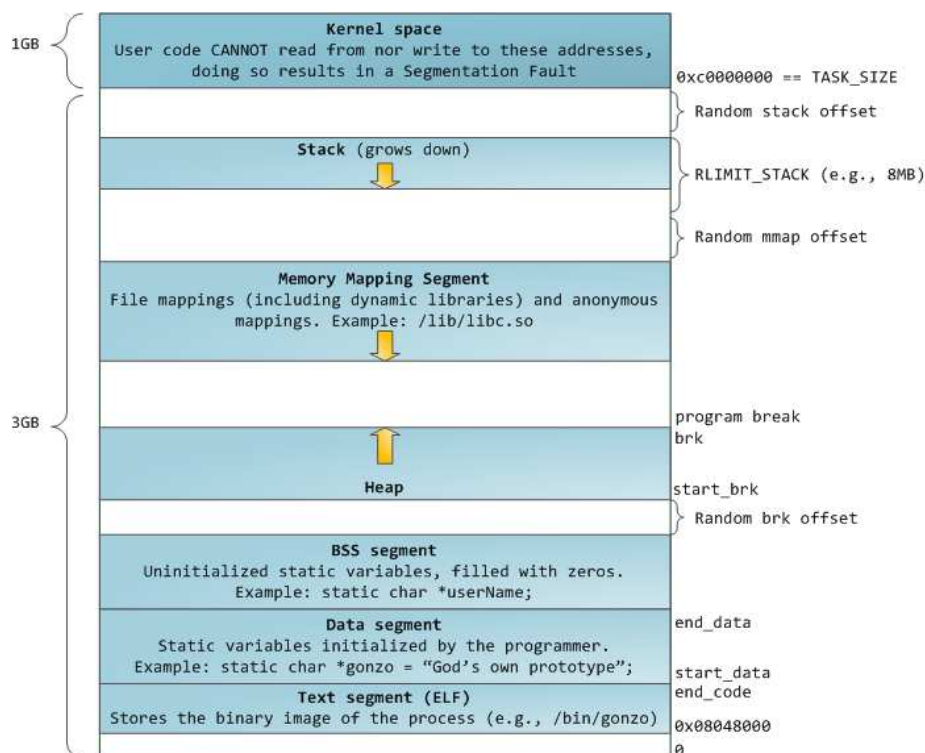 1GB
Kernel space
User code CANNOT read from nor write to these addresses,
doing so results in a Segmentation Fault
0xc0000000 == TASK_SIZE
Random stack offset
Stack (grows down)
RLIMIT_STACK (e.g., 8MB)
Random mmap offset
Memory Mapping Segment
File mappings (including dynamic libraries) and anonymous
mappings. Example: /lib/libc.so
3GB
program break
brk
Heap
start_brk
Random brk offset
BSS segment
Uninitialized static variables, filled with zeros.
Example: static char *userName;
Data segment
end_data
Static variables initialized by the programmer.
Example: static char *gonzo = “God’s own prototype”;
start_data
end_code
Text segment (ELF)
Stores the binary image of the process (e.g., /bin/gonzo)
0x08048000
0